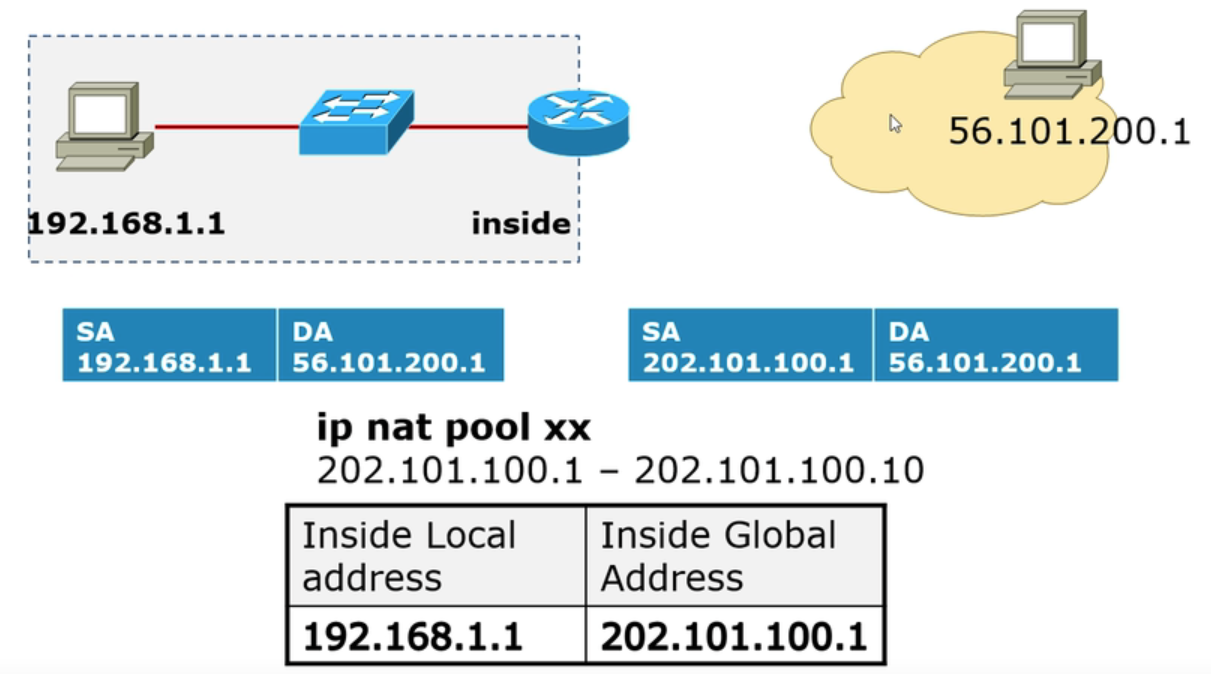 56.101.200.1
192.168.1.1
inside
SA
192.168.1.1
DA
56.101.200.1
SA
202.101.100.1
DA
56.101.200.1
ip nat pool xx
202.101.100.1 – 202.101.100.10
Inside Local
address
Inside Global
Address
192.168.1.1
202.101.100.1